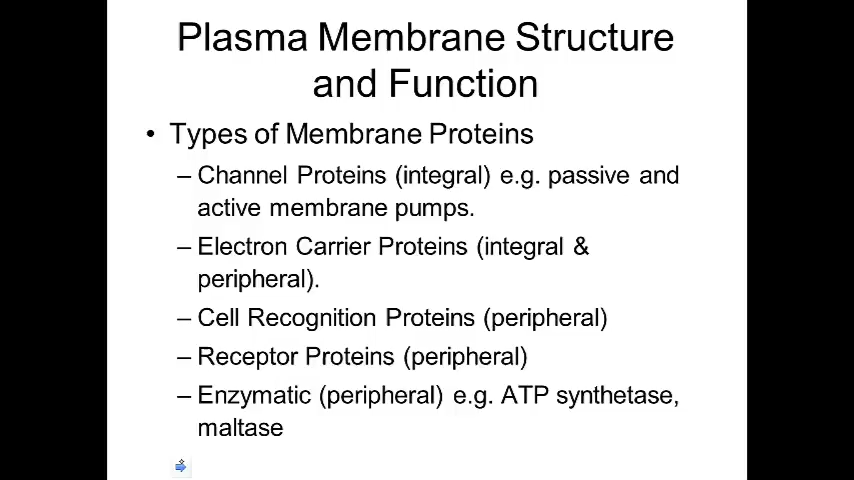 Plasma Membrane Structure
and Function
• Types of Membrane Proteins
– Channel Proteins (integral) e.g. passive and
active membrane pumps.
– Electron Carrier Proteins (integral &
peripheral).
– Cell Recognition Proteins (peripheral)
– Receptor Proteins (peripheral)
– Enzymatic (peripheral) e.g. ATP synthetase,
maltase